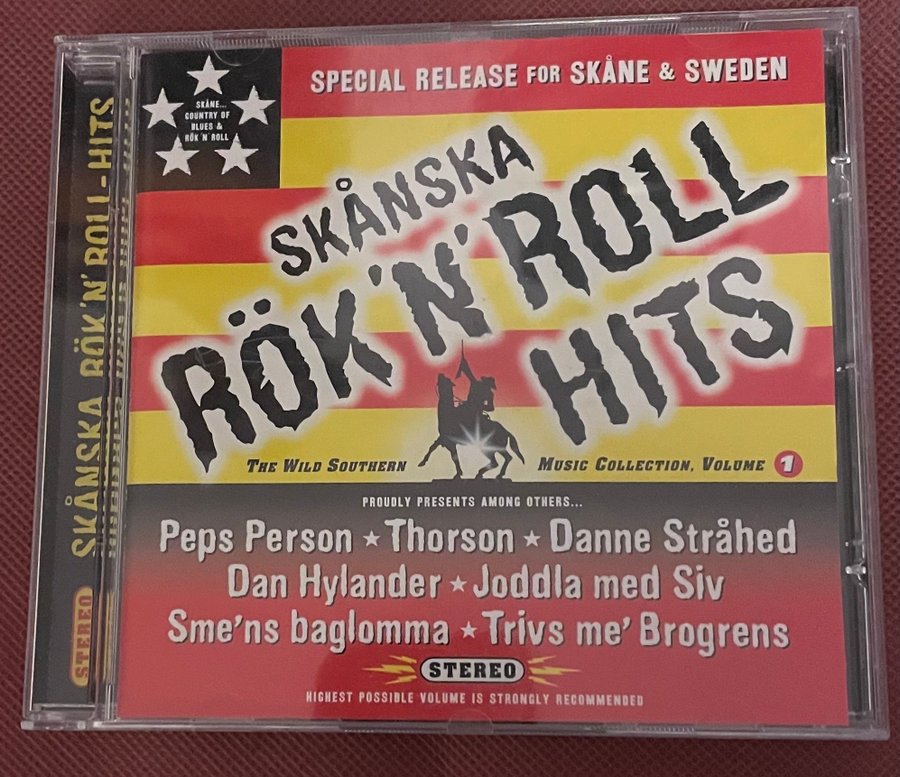 SPECIAL RELEASE FOR SKÅNE & SWEDEN
SKÅNE...
COUNTRY OF
BLUES &
RÖK 'N' ROLL
SKÅNSKA
RÖK 'N' ROLL
HITS
THE WILD SOUTHERN MUSIC COLLECTION, VOLUME 1
PROUDLY PRESENTS AMONG OTHERS...
Peps Person ★ Thorson ★ Danne Stråhed
Dan Hylander ★ Joddla med Siv
Sme'ns baglomma ★ Trivs me' Brogrens
STEREO
HIGHEST POSSIBLE VOLUME IS STRONGLY RECOMMENDED
STEREO SKÅNSKA RÖK 'N' ROLL-HITS